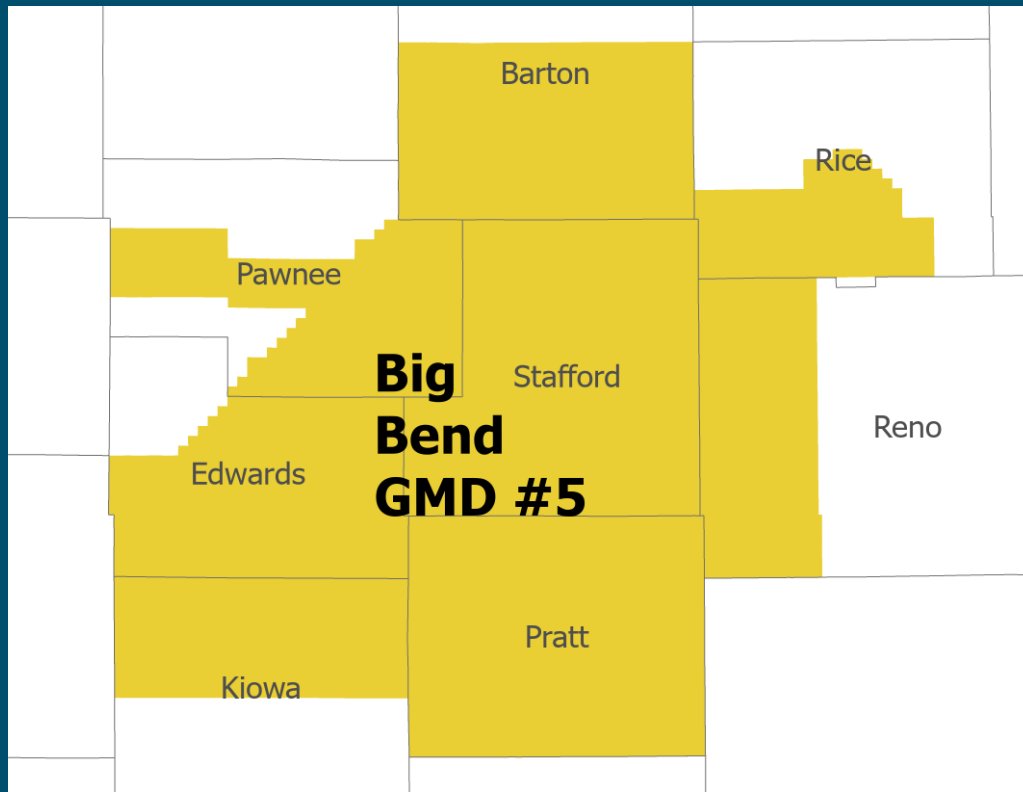 Barton
Rice
Pawnee
Big
Stafford
Bend
Reno
Edwards
GMD #5
Pratt
Kiowa